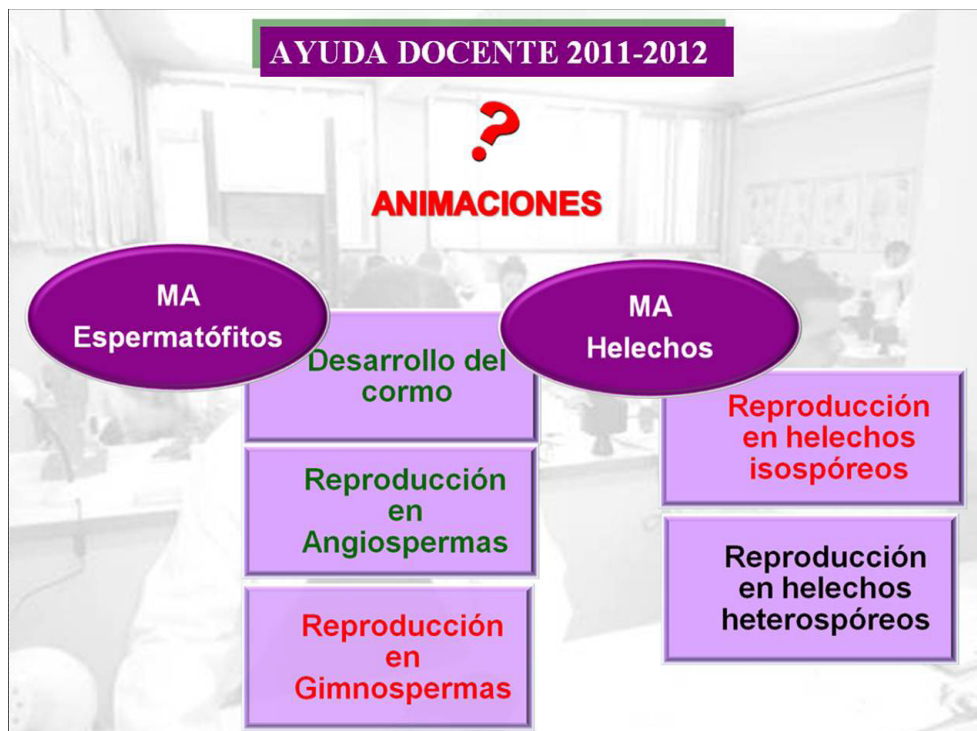 AYUDA DOCENTE 2011-2012
?
ANIMACIONES
MA
Espermatófitos
Desarrollo del
cormo
Reproducción
en
Angiospermas
Reproducción
en
Gimnospermas
MA
Helechos
Reproducción
en helechos
isospóreos
Reproducción
en helechos
heterospóreos